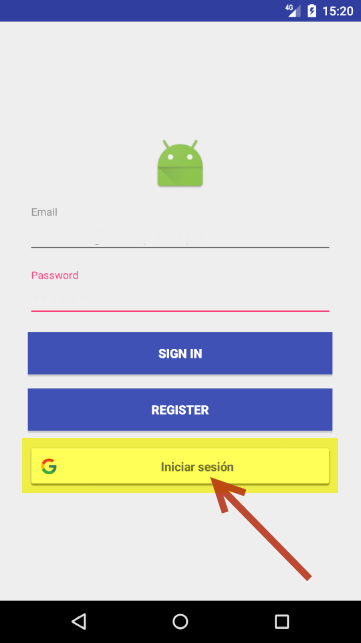 4G 15:20
Email
Password
SIGN IN
REGISTER
G Iniciar sesión